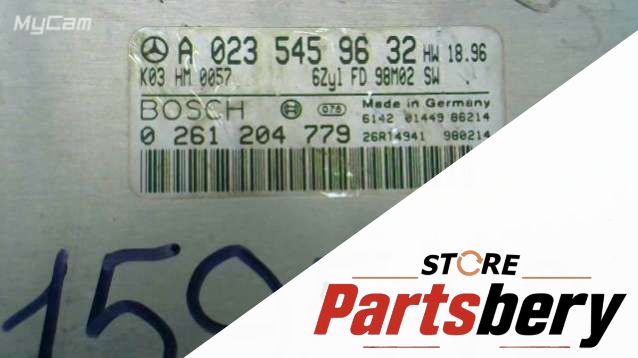 MyCam
A 023 545 96 32 HW 18.96
K03 HM 0057 6Zyl FD 98M02 SW
BOSCH 078 Made in Germany
6142 01449 86214
0 261 204 779 26R14941 980214
159
STORE
Partsbery